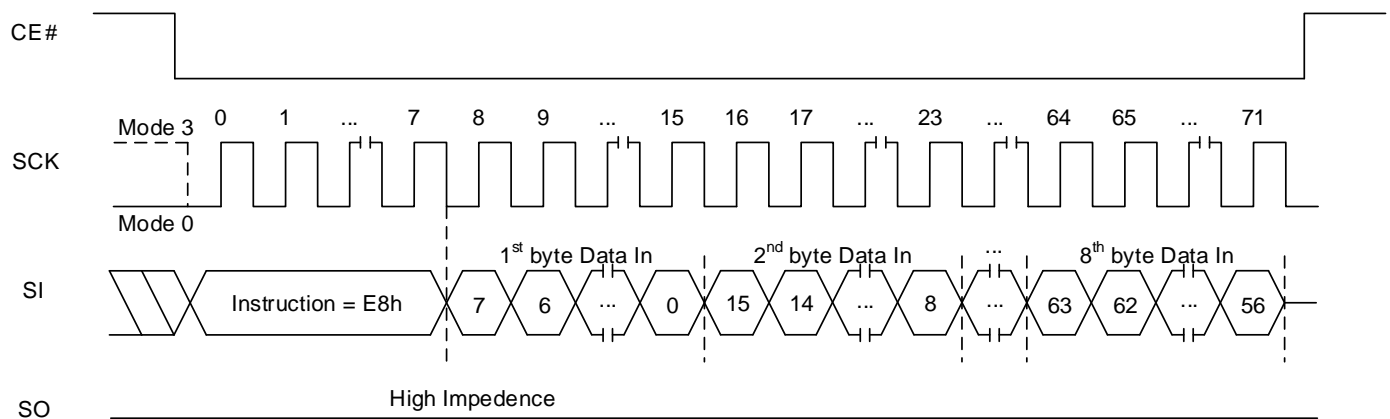 CE#
0 1 ... 7 8 9 ... 15 16 17 ... 23 ... 64 65 ... 71
Mode 3
SCK
Mode 0
1st byte Data In 2nd byte Data In ... 8th byte Data In
SI Instruction = E8h 7 6 ... 0 15 14 ... 8 ... 63 62 ... 56
High Impedence
SO